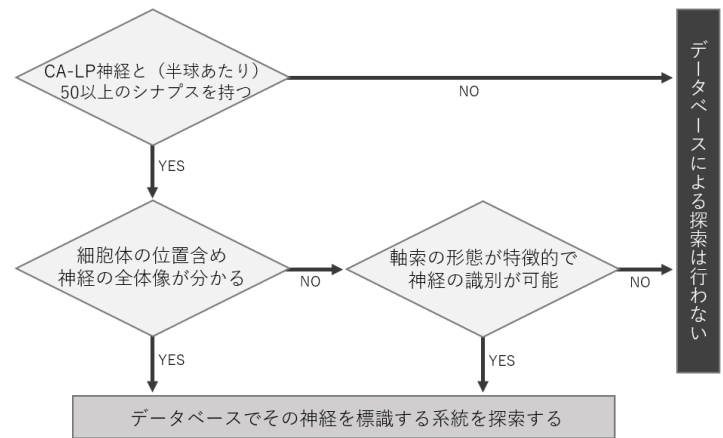 CA-LP神経と（半球あたり）
50以上のシナプスを持つ
NO
データベースによる探索は行わない
YES
細胞体の位置含め
神経の全体像が分かる
NO
軸索の形態が特徴的で
神経の識別が可能
NO
YES
YES
データベースでその神経を標識する系統を探索する